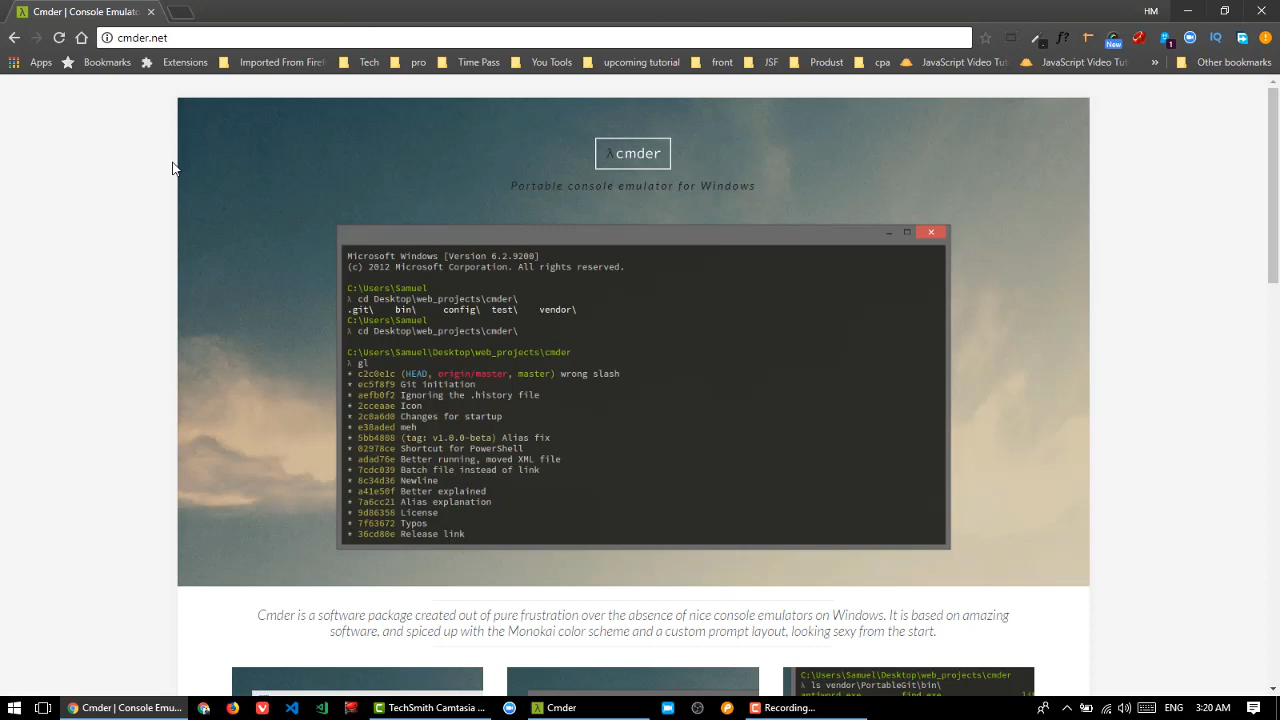 Cmder | Console Emulato
HM
cmder.net
Apps
Bookmarks
Extensions
Imported From Firef
Tech
pro
Time Pass
You Tools
upcoming tutorial
front
JSF
Produst
cpa
JavaScript Video Tut
JavaScript Video Tut
»
Other bookmarks
f?
New
IQ
1
λ cmder
Portable console emulator for Windows
Microsoft Windows [Version 6.2.9200]
(c) 2012 Microsoft Corporation. All rights reserved.
C:\Users\Samuel
λ cd Desktop\web_projects\cmder\
.git\ bin\ config\ test\ vendor\
C:\Users\Samuel
λ cd Desktop\web_projects\cmder\
C:\Users\Samuel\Desktop\web_projects\cmder
λ gl
* c2c0e1c (HEAD, origin/master, master) wrong slash
* ec5f8f9 Git initiation
* aefb0f2 Ignoring the .history file
* 2cceaae Icon
* 2c8a6d0 Changes for startup
* e38aded meh
* 5bb4808 (tag: v1.0.0-beta) Alias fix
* 02978ce Shortcut for PowerShell
* adad76e Better running, moved XML file
* 7cdc039 Batch file instead of link
* 8c34d36 Newline
* a41e50f Better explained
* 7a6cc21 Alias explanation
* 9d86358 License
* 7f63672 Typos
* 36cd80e Release link
Cmder is a software package created out of pure frustration over the absence of nice console emulators on Windows. It is based on amazing
software, and spiced up with the Monokai color scheme and a custom prompt layout, looking sexy from the start.
C:\Users\Samuel\Desktop\web_projects\cmder
λ ls vendor\PortableGit\bin\
Cmder | Console Emu...
TechSmith Camtasia ...
Cmder
Recording...
3:20 AM